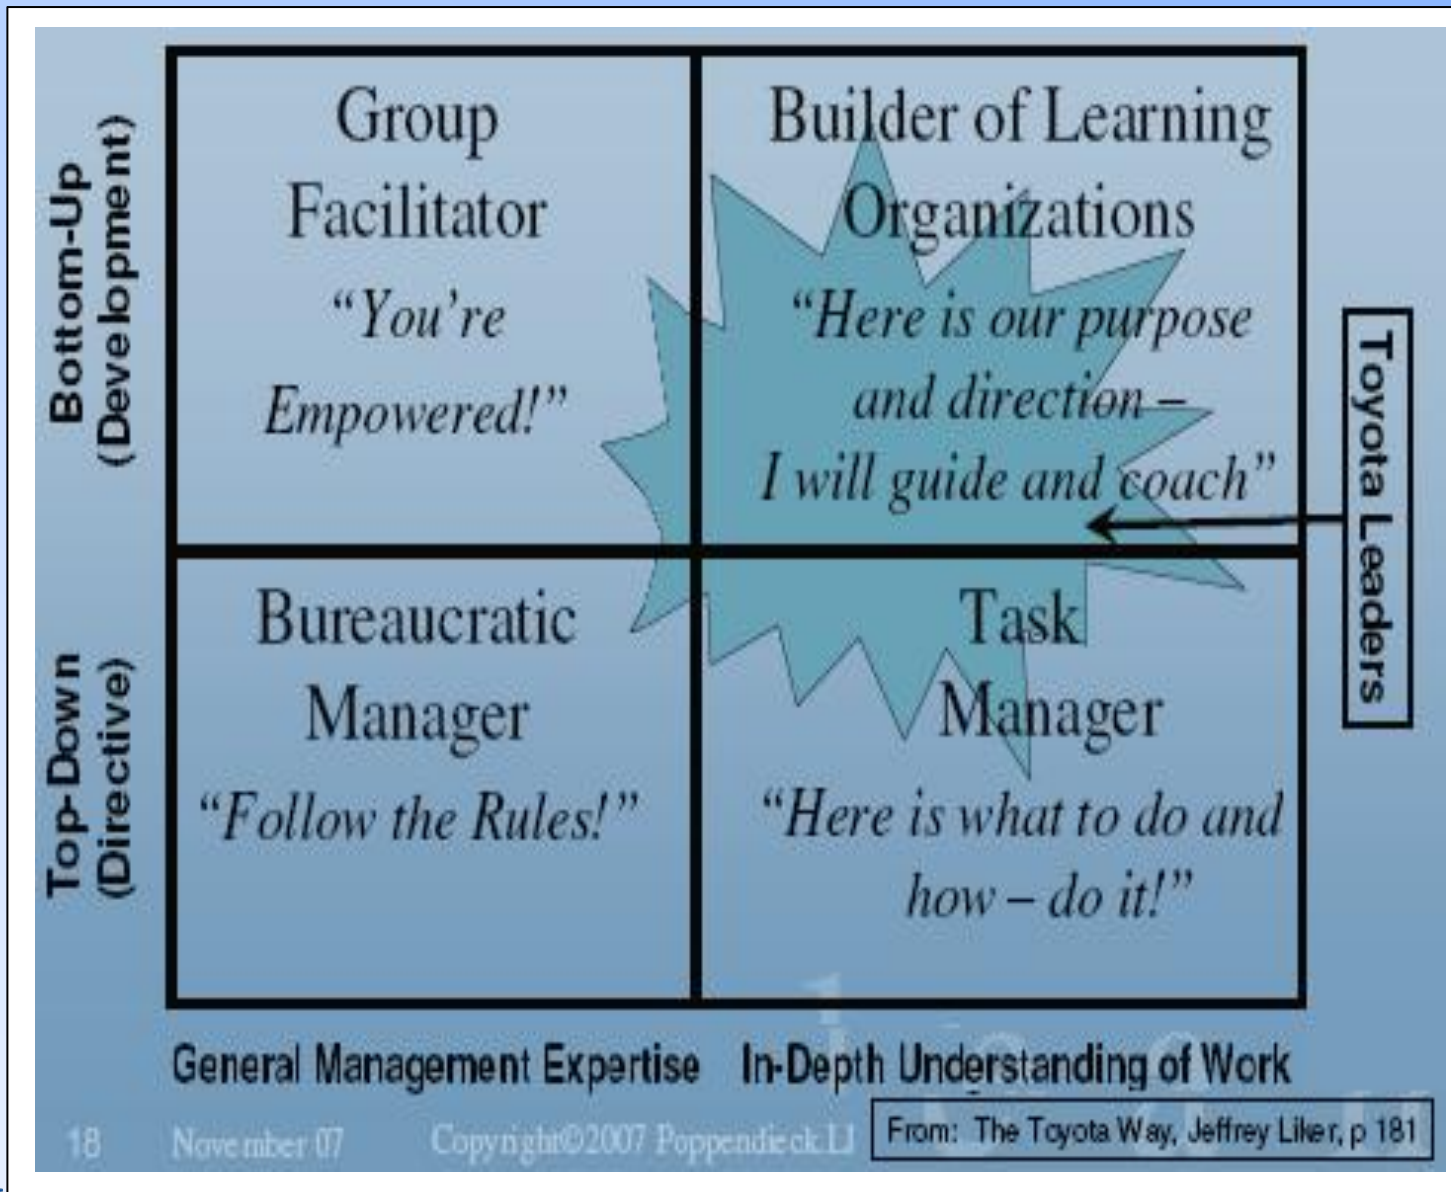 Group
Facilitator
“You’re
Empowered!”
Builder of Learning
Organizations
“Here is our purpose
and direction –
I will guide and coach”
Bottom-Up
(Development)
Toyota Leaders
Bureaucratic
Manager
“Follow the Rules!”
Task
Manager
“Here is what to do and
how – do it!”
Top-Down
(Directive)
General Management Expertise
In-Depth Understanding of Work
18
November 07
Copyright©2007 Poppendieck.LL
From: The Toyota Way, Jeffrey Liker, p 181